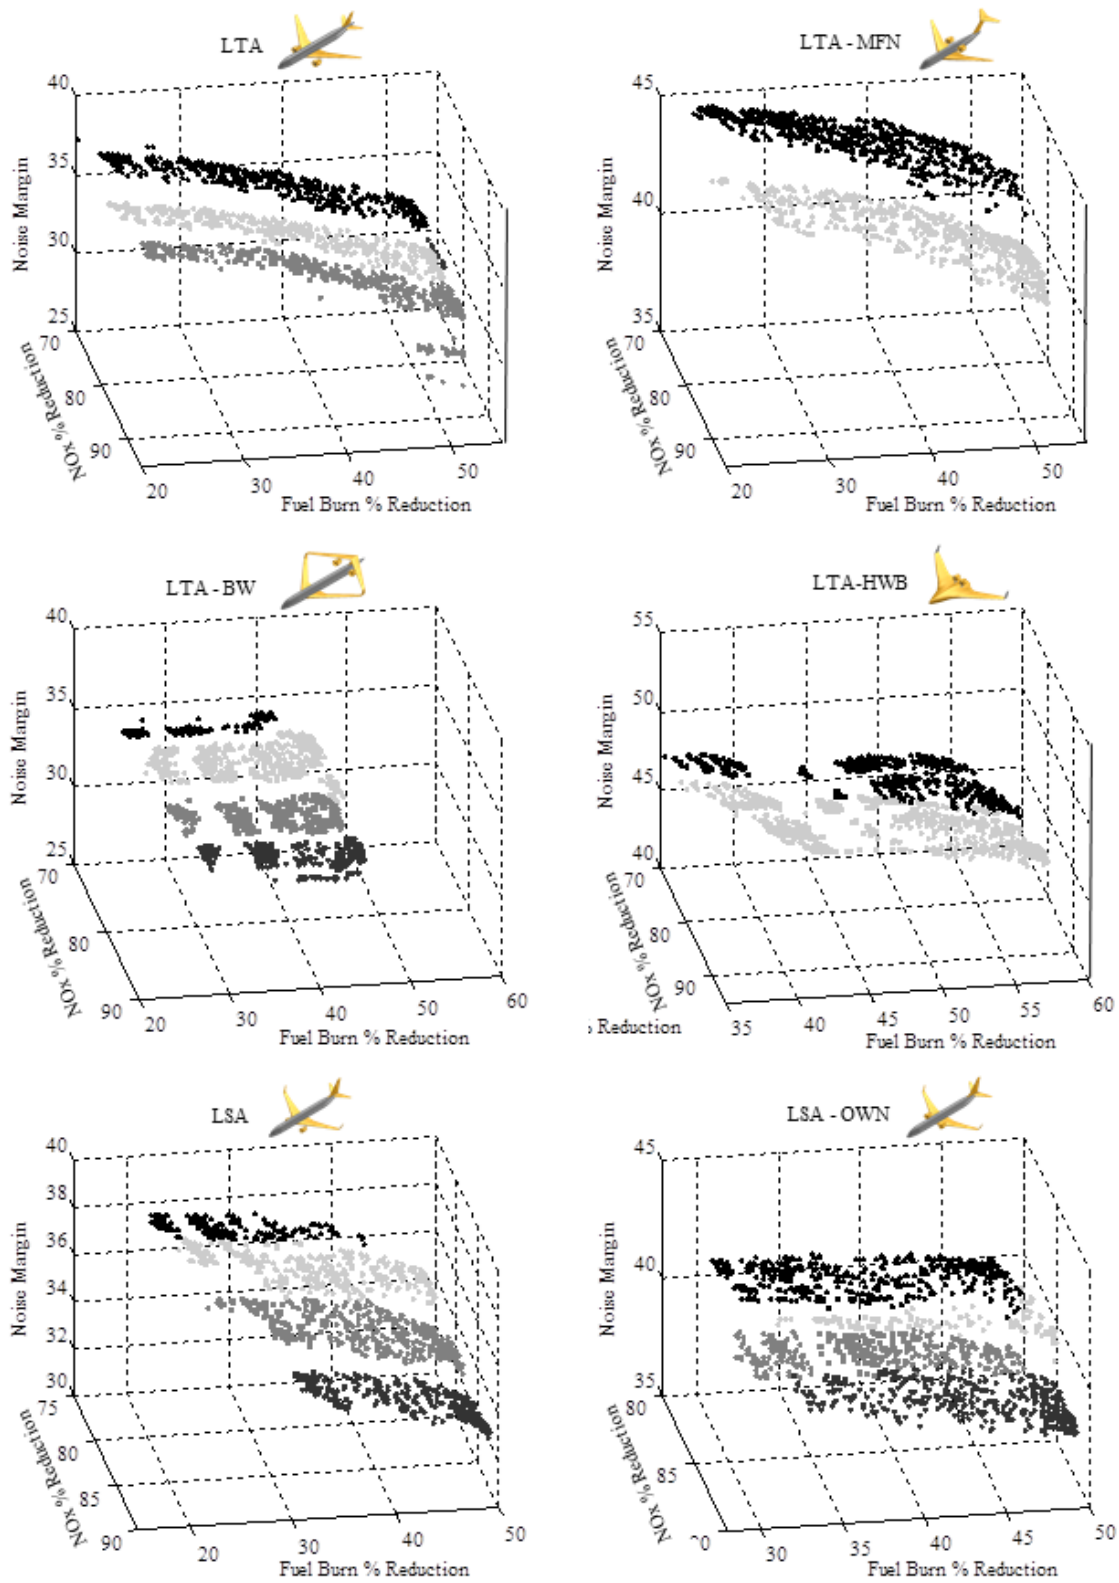 LTA
40
35
30
25
Noise Margin
70
80
90
NOx % Reduction
20
30
40
50
Fuel Burn % Reduction
LTA - MFN
45
40
35
Noise Margin
70
80
90
NOx % Reduction
20
30
40
50
Fuel Burn % Reduction
LTA - BW
40
35
30
25
Noise Margin
70
80
90
NOx % Reduction
20
30
40
50
60
Fuel Burn % Reduction
LTA-HWB
55
50
45
40
Noise Margin
70
80
90
NOx % Reduction
Reduction
35
40
45
50
55
60
Fuel Burn % Reduction
LSA
40
38
36
34
32
30
Noise Margin
75
80
85
90
NOx % Reduction
20
30
40
50
Fuel Burn % Reduction
LSA - OWN
45
40
35
Noise Margin
80
85
NOx % Reduction
30
35
40
45
50
Fuel Burn % Reduction